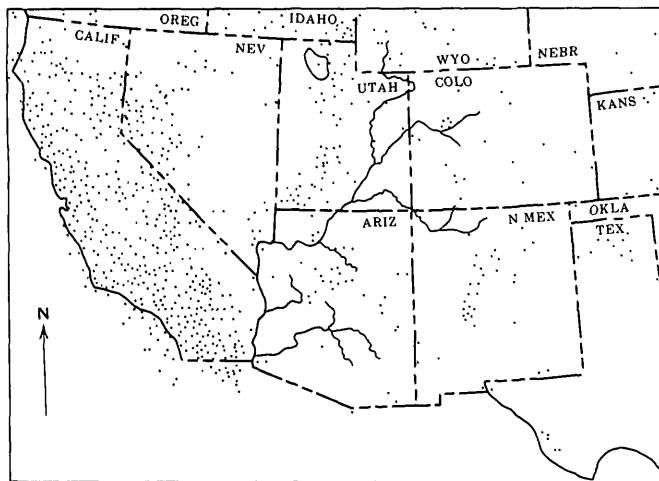 OREG
IDAHO
CALIF
NEV
WYO
NEBR
UTAH
COLO
KANS
ARIZ
N MEX
OKLA
TEX
N